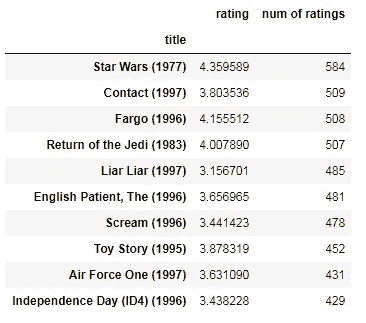 rating num of ratings
title
Star Wars (1977) 4.359589 584
Contact (1997) 3.803536 509
Fargo (1996) 4.155512 508
Return of the Jedi (1983) 4.007890 507
Liar Liar (1997) 3.156701 485
English Patient, The (1996) 3.656965 481
Scream (1996) 3.441423 478
Toy Story (1995) 3.878319 452
Air Force One (1997) 3.631090 431
Independence Day (ID4) (1996) 3.438228 429